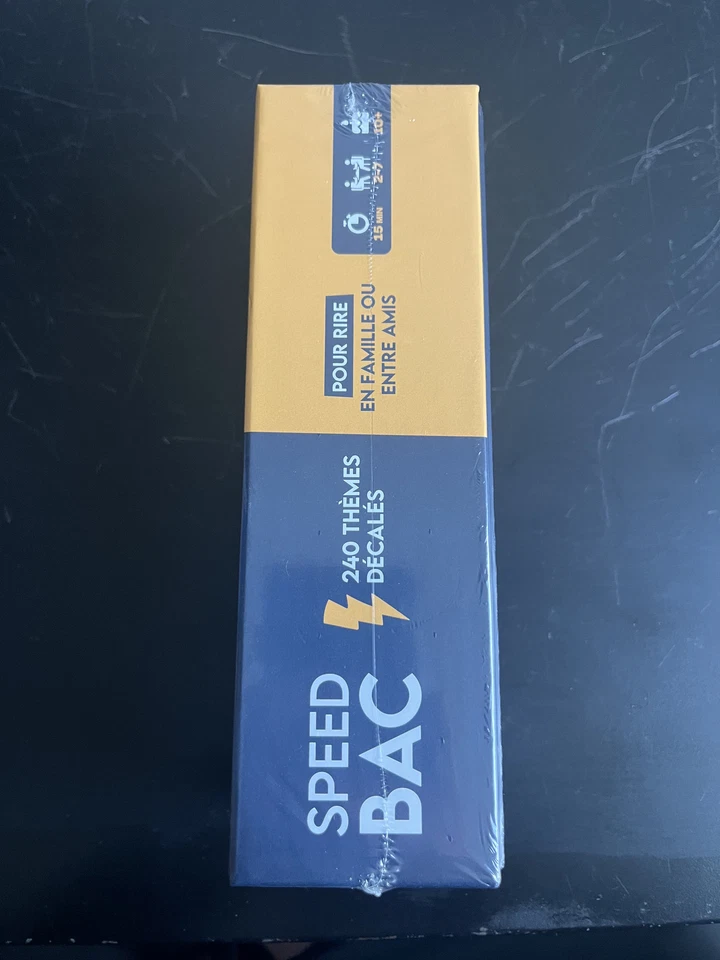 SPEED
BAC
240 THÈMES
DÉCALÉS
POUR RIRE
EN FAMILLE OU
ENTRE AMIS
15 MIN
2-7
10+